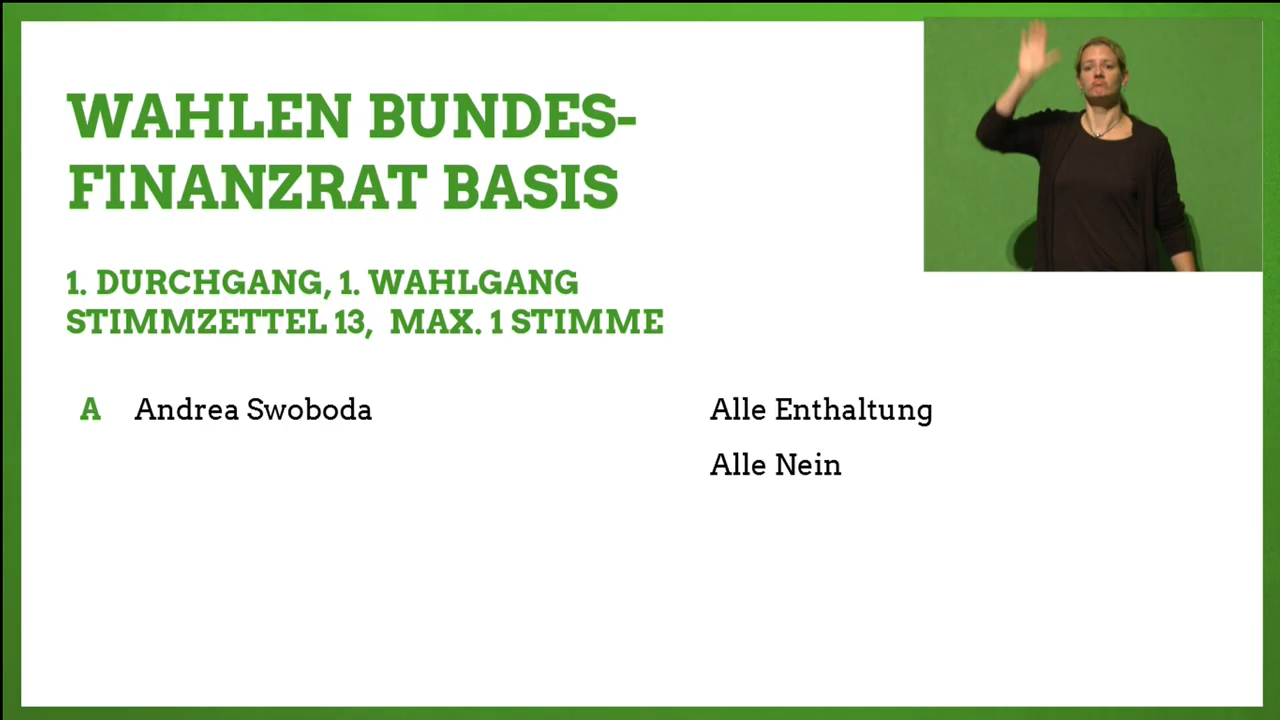 WAHLEN BUNDES-
FINANZRAT BASIS
1. DURCHGANG, 1. WAHLGANG
STIMMZETTEL 13, MAX. 1 STIMME
A Andrea Swoboda
Alle Enthaltung
Alle Nein